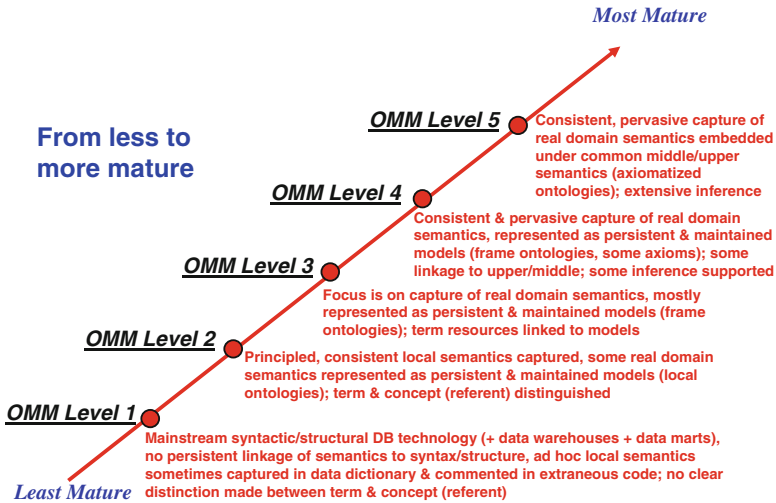 Most Mature
From less to
more mature
OMM Level 5
Consistent, pervasive capture of
real domain semantics embedded
under common middle/upper
semantics (axiomatized
ontologies); extensive inference
OMM Level 4
Consistent & pervasive capture of real domain
semantics, represented as persistent & maintained
models (frame ontologies, some axioms); some
linkage to upper/middle; some inference supported
OMM Level 3
Focus is on capture of real domain semantics, mostly
represented as persistent & maintained models (frame
ontologies); term resources linked to models
OMM Level 2
Principled, consistent local semantics captured, some real domain
semantics represented as persistent & maintained models (local
ontologies); term & concept (referent) distinguished
OMM Level 1
Mainstream syntactic/structural DB technology (+ data warehouses + data marts),
no persistent linkage of semantics to syntax/structure, ad hoc local semantics
sometimes captured in data dictionary & commented in extraneous code; no clear
distinction made between term & concept (referent)
Least Mature